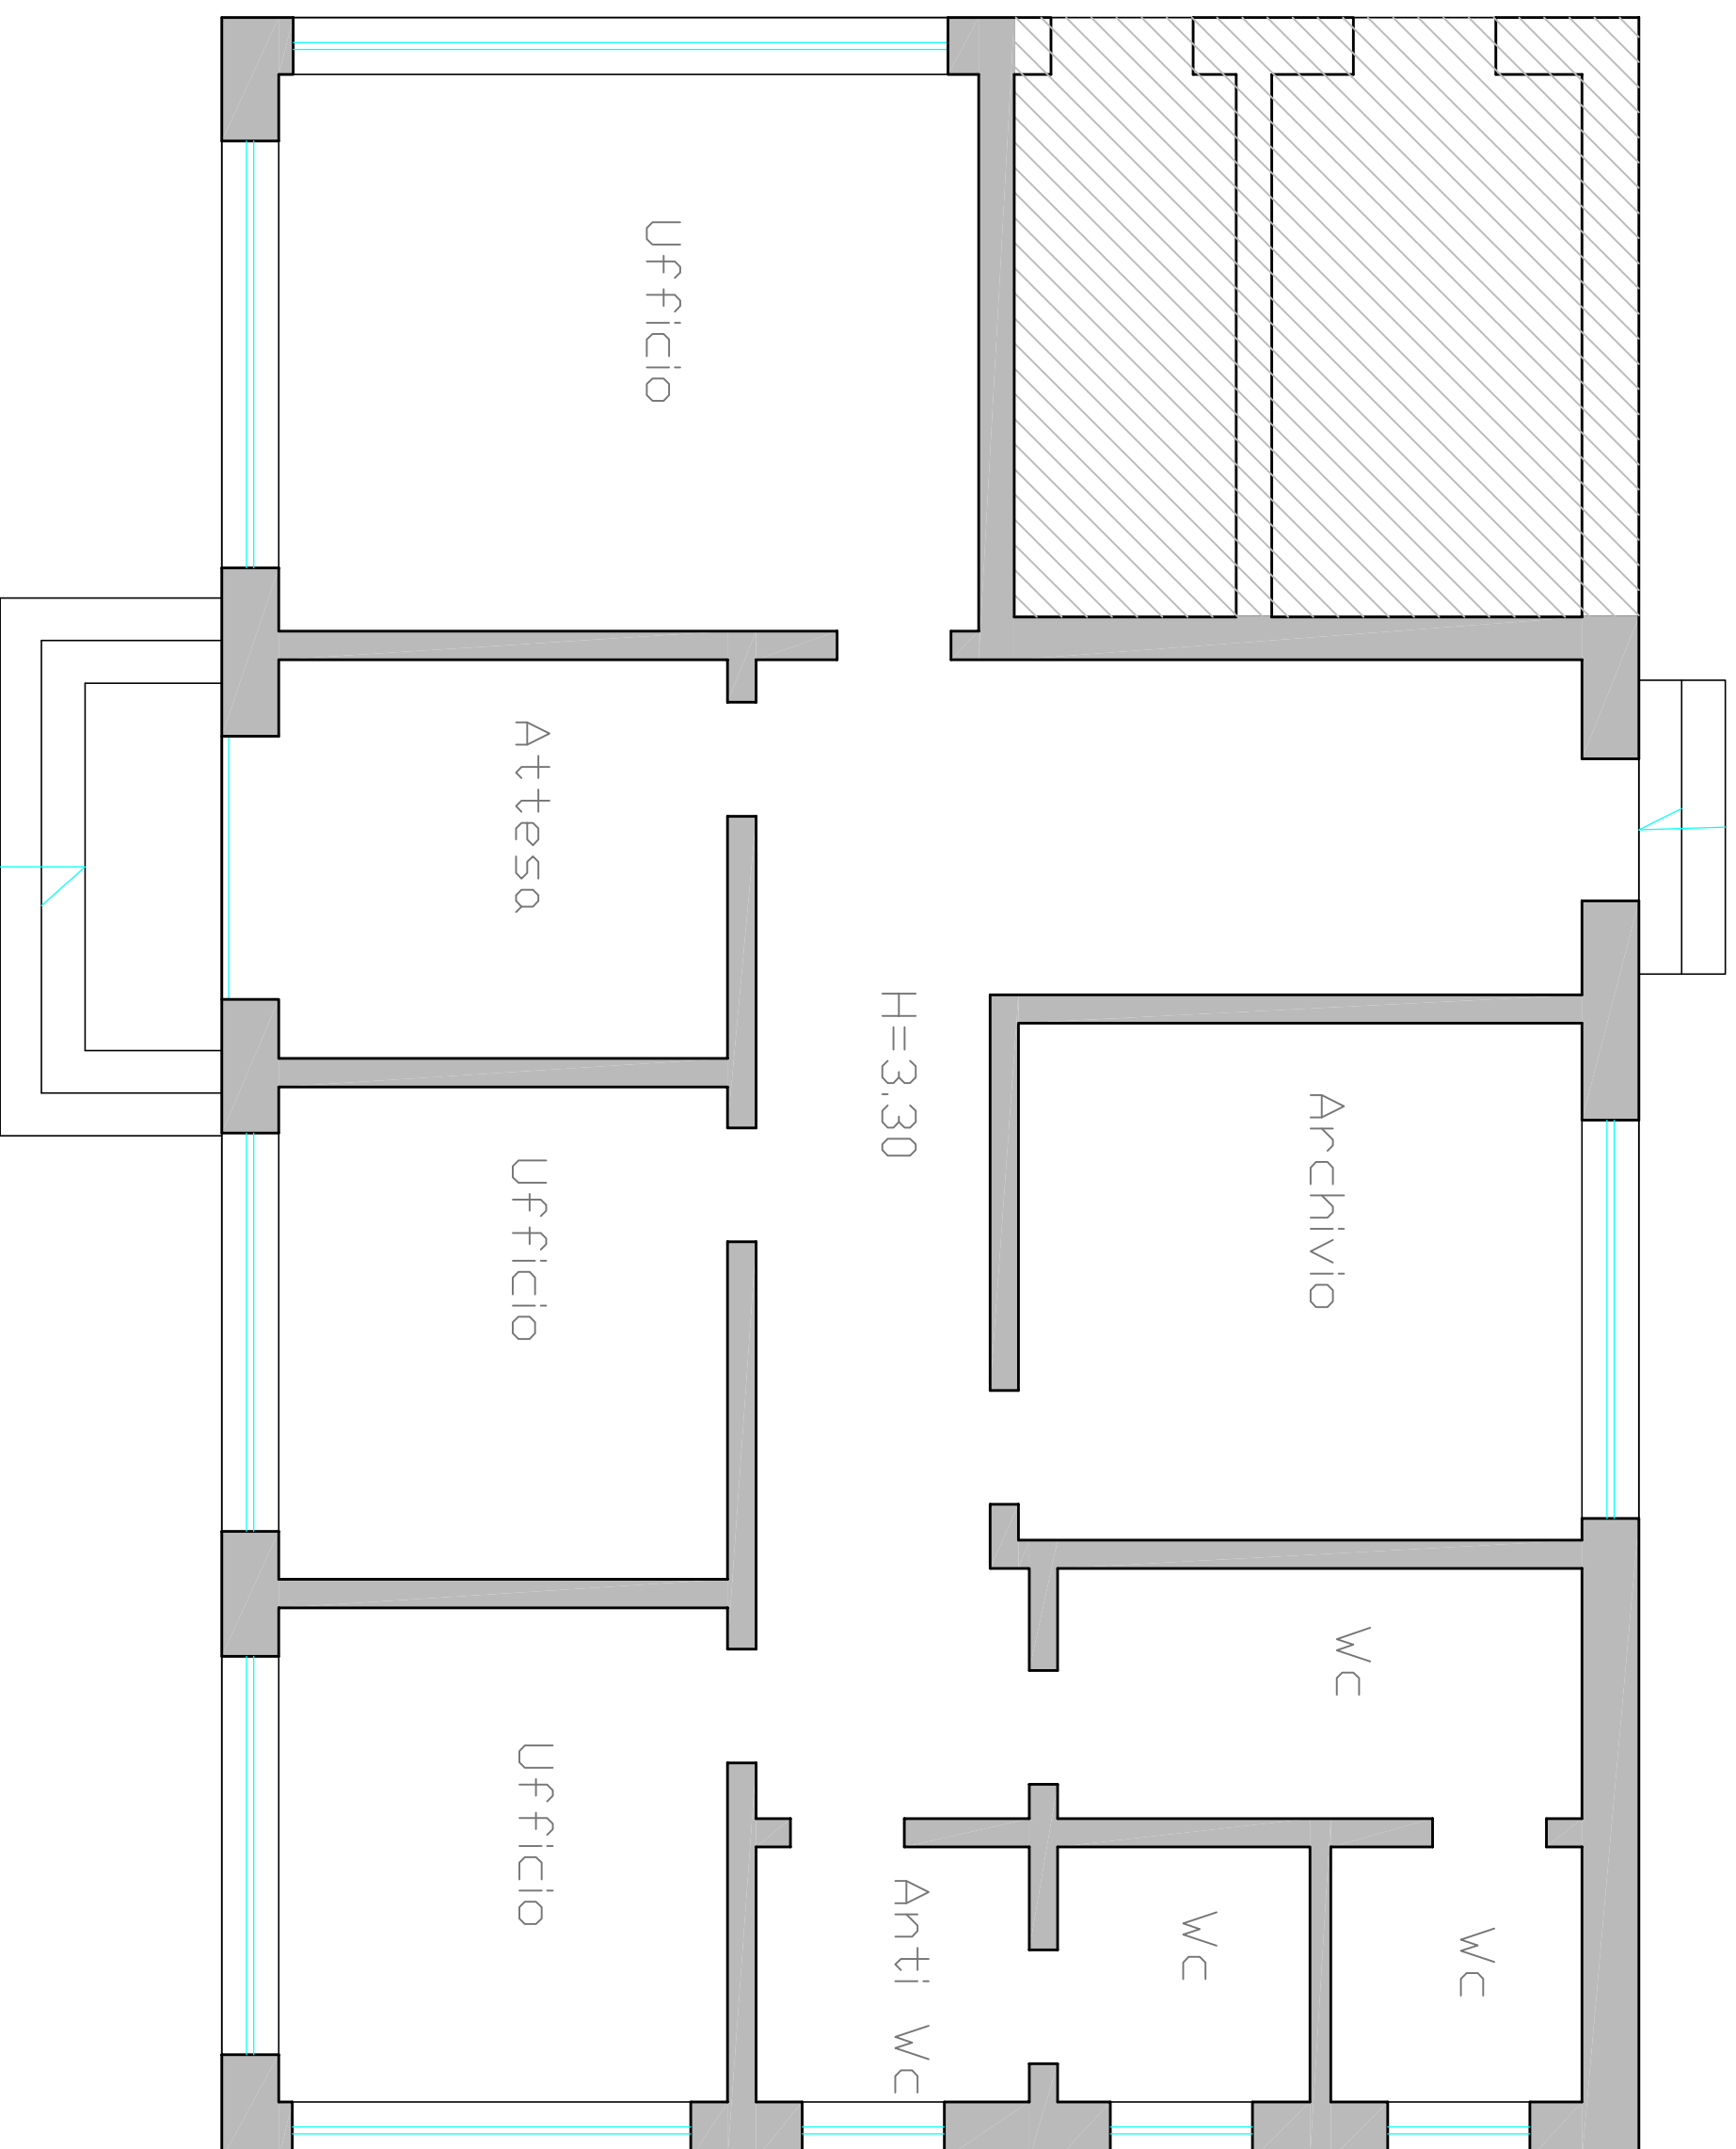 Ufficio
Attesa
H=3.30
Archivio
Ufficio
Wc
Ufficio
Anti Wc
Wc
Wc